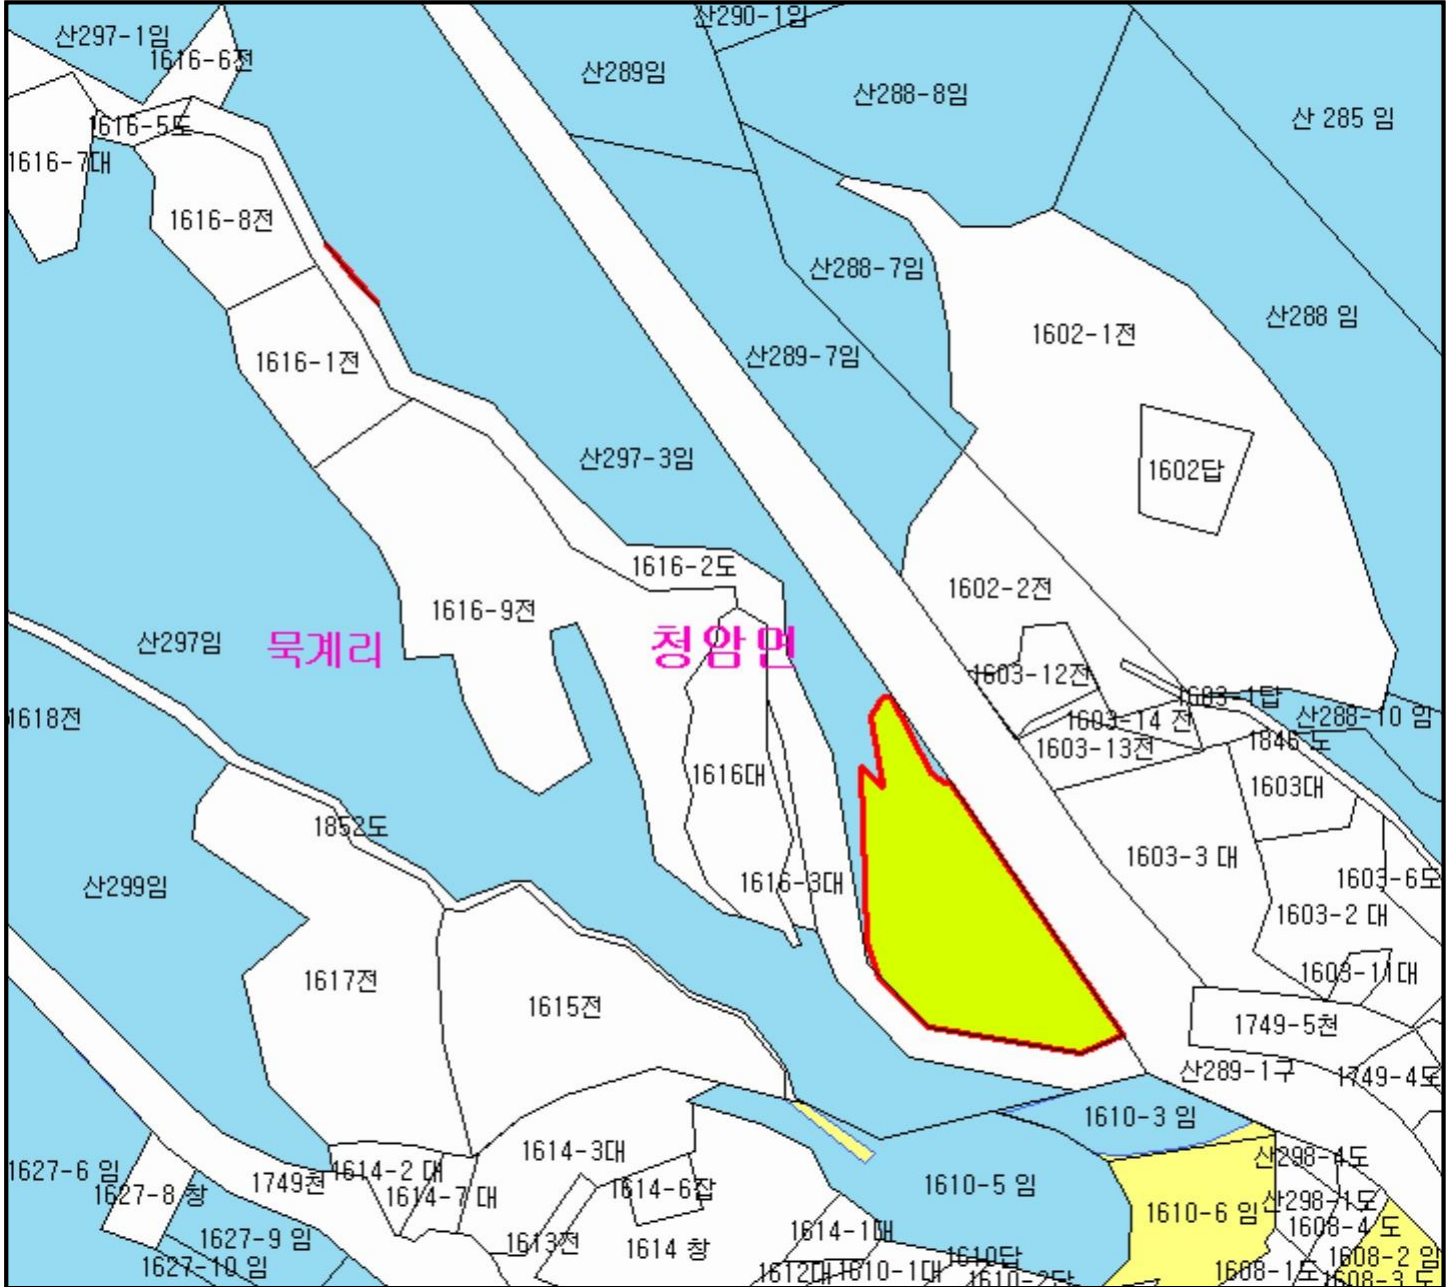 산290-1임
산297-1임
1616-6전
산289임
산288-8임
산 285 임
1616-5도
1616-7대
1616-8전
산288-7임
산288 임
1602-1전
산289-7임
1616-1전
산297-3임
1602답
1616-2도
1602-2전
1616-9전
산297임
묵계리
청암면
1603-12전
1603-1답
1618전
1603-14 전
산288-10 임
1603-13전
1846 도
1616대
1603대
1852도
1603-3 대
산299임
1616-3대
1603-6도
1603-2 대
1617전
1603-11대
1615전
1749-5천
산289-1구
1749-4도
1610-3 임
1614-3대
산298-4도
1627-6 임
1614-2 대
1749천
1610-5 임
1614-6잡
1627-8 창
1614-7 대
산298-1도
1610-6 임
1608-4 도
1614-1대
1627-9 임
1613전
1614 창
1610답
1608-2 임
1627-10 임
1612대
1610-1대
1610-2답
1608-1도
1608-3 도